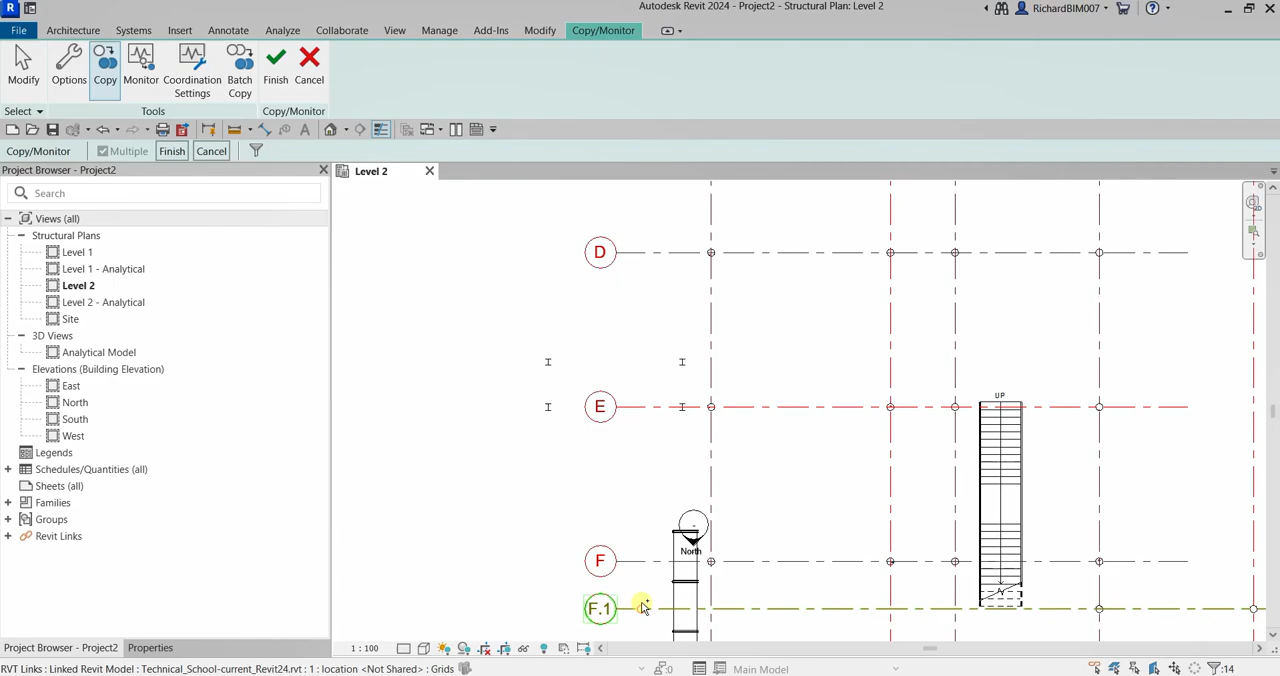 Autodesk Revit 2024 - Project2 - Structural Plan: Level 2
RichardBIM007
File
Architecture
Systems
Insert
Annotate
Analyze
Collaborate
View
Manage
Add-Ins
Modify
Copy/Monitor
Modify
Options
Copy
Monitor
Coordination
Settings
Batch
Copy
Finish
Cancel
Select
Tools
Copy/Monitor
Copy/Monitor
Multiple
Finish
Cancel
Project Browser - Project2
Level 2
Search
Views (all)
Structural Plans
Level 1
Level 1 - Analytical
Level 2
Level 2 - Analytical
Site
3D Views
Analytical Model
Elevations (Building Elevation)
East
North
South
West
Legends
Schedules/Quantities (all)
Sheets (all)
Families
Groups
Revit Links
D
E
UP
North
F
F.1
Project Browser - Project2
Properties
1 : 100
RVT Links : Linked Revit Model : Technical_School-current_Revit24.rvt : 1 : location <Not Shared> : Grids
:0
Main Model
:14